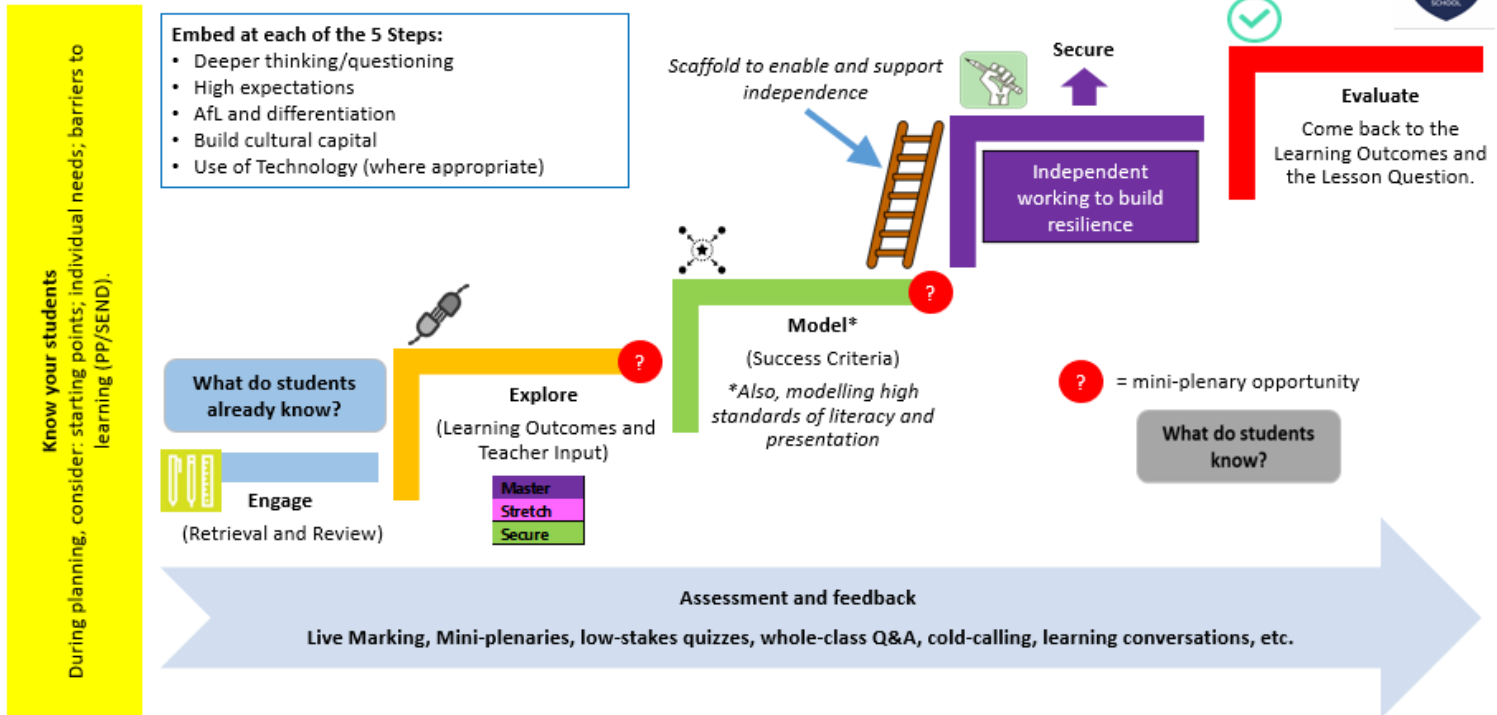 Know your students
During planning, consider: starting points; individual needs; barriers to
learning (PP/SEND).
Embed at each of the 5 Steps:
• Deeper thinking/questioning
• High expectations
• AfL and differentiation
• Build cultural capital
• Use of Technology (where appropriate)
What do students
already know?
Engage
(Retrieval and Review)
?
Explore
(Learning Outcomes and
Teacher Input)
Master
Stretch
Secure
?
Model*
(Success Criteria)
*Also, modelling high
standards of literacy and
presentation
Scaffold to enable and support
independence
Secure
Independent
working to build
resilience
SCHOOL
Evaluate
Come back to the
Learning Outcomes and
the Lesson Question.
? = mini-plenary opportunity
What do students
know?
Assessment and feedback
Live Marking, Mini-plenaries, low-stakes quizzes, whole-class Q&A, cold-calling, learning conversations, etc.